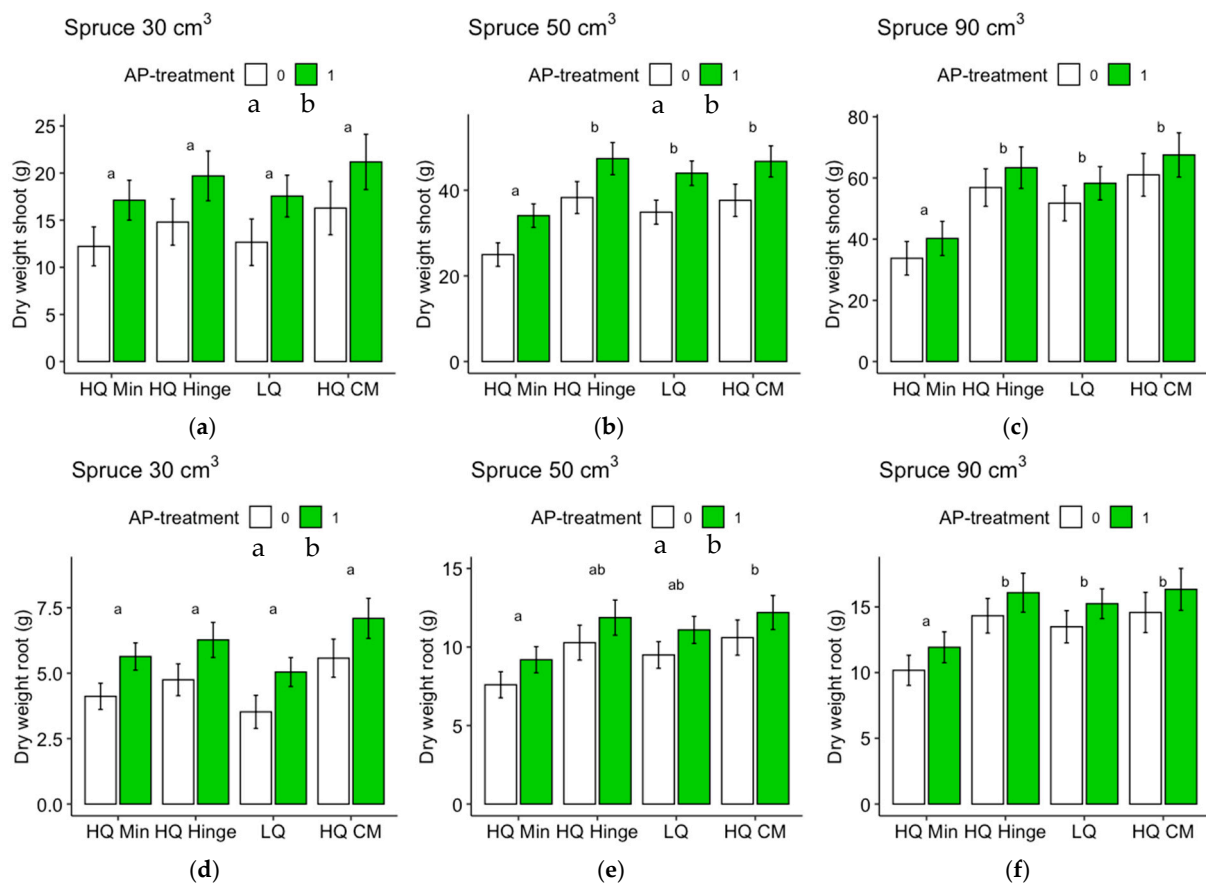 Spruce 30 cm³
AP-treatment 0 1
a b
Dry weight shoot (g)
25
20
15
10
5
0
a a a a
HQ Min HQ Hinge LQ HQ CM
(a)
Spruce 50 cm³
AP-treatment 0 1
a b
Dry weight shoot (g)
40
20
0
a b b b
HQ Min HQ Hinge LQ HQ CM
(b)
Spruce 90 cm³
AP-treatment 0 1
Dry weight shoot (g)
80
60
40
20
0
a b b b
HQ Min HQ Hinge LQ HQ CM
(c)
Spruce 30 cm³
AP-treatment 0 1
a b
Dry weight root (g)
7.5
5.0
2.5
0.0
a a a a
HQ Min HQ Hinge LQ HQ CM
(d)
Spruce 50 cm³
AP-treatment 0 1
a b
Dry weight root (g)
15
10
5
0
a ab ab b
HQ Min HQ Hinge LQ HQ CM
(e)
Spruce 90 cm³
AP-treatment 0 1
Dry weight root (g)
15
10
5
0
a b b b
HQ Min HQ Hinge LQ HQ CM
(f)